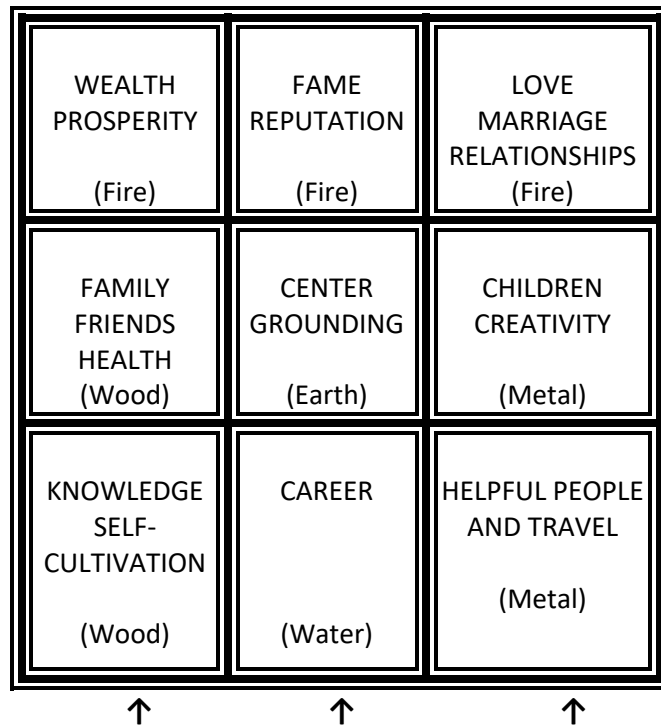 WEALTH
PROSPERITY
(Fire)
FAME
REPUTATION
(Fire)
LOVE
MARRIAGE
RELATIONSHIPS
(Fire)
FAMILY
FRIENDS
HEALTH
(Wood)
CENTER
GROUNDING
(Earth)
CHILDREN
CREATIVITY
(Metal)
KNOWLEDGE
SELF-
CULTIVATION
(Wood)
CAREER
(Water)
HELPFUL PEOPLE
AND TRAVEL
(Metal)
↑ ↑ ↑